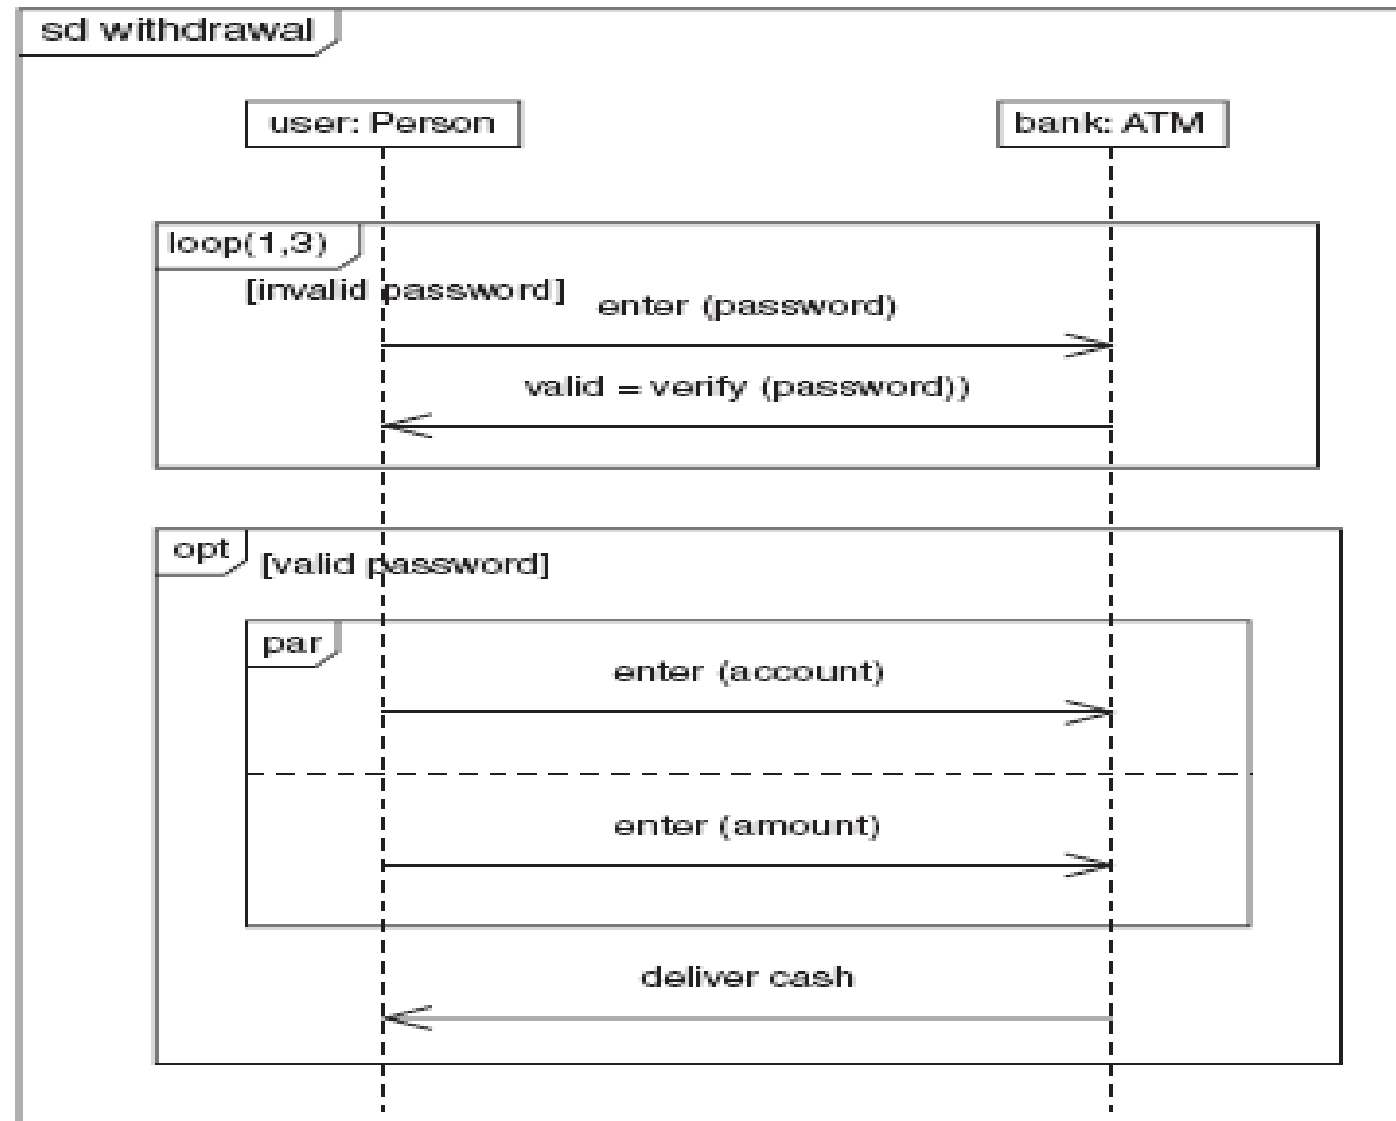 sd withdrawal
user: Person
bank: ATM
loop(1,3)
[invalid password]
enter (password)
valid = verify (password))
opt
[valid password]
par
enter (account)
enter (amount)
deliver cash